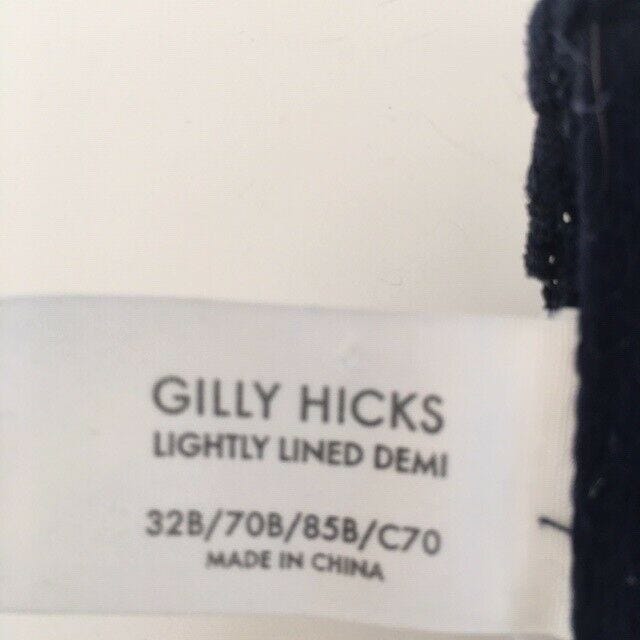 GILLY HICKS
LIGHTLY LINED DEMI
32B/70B/85B/C70
MADE IN CHINA